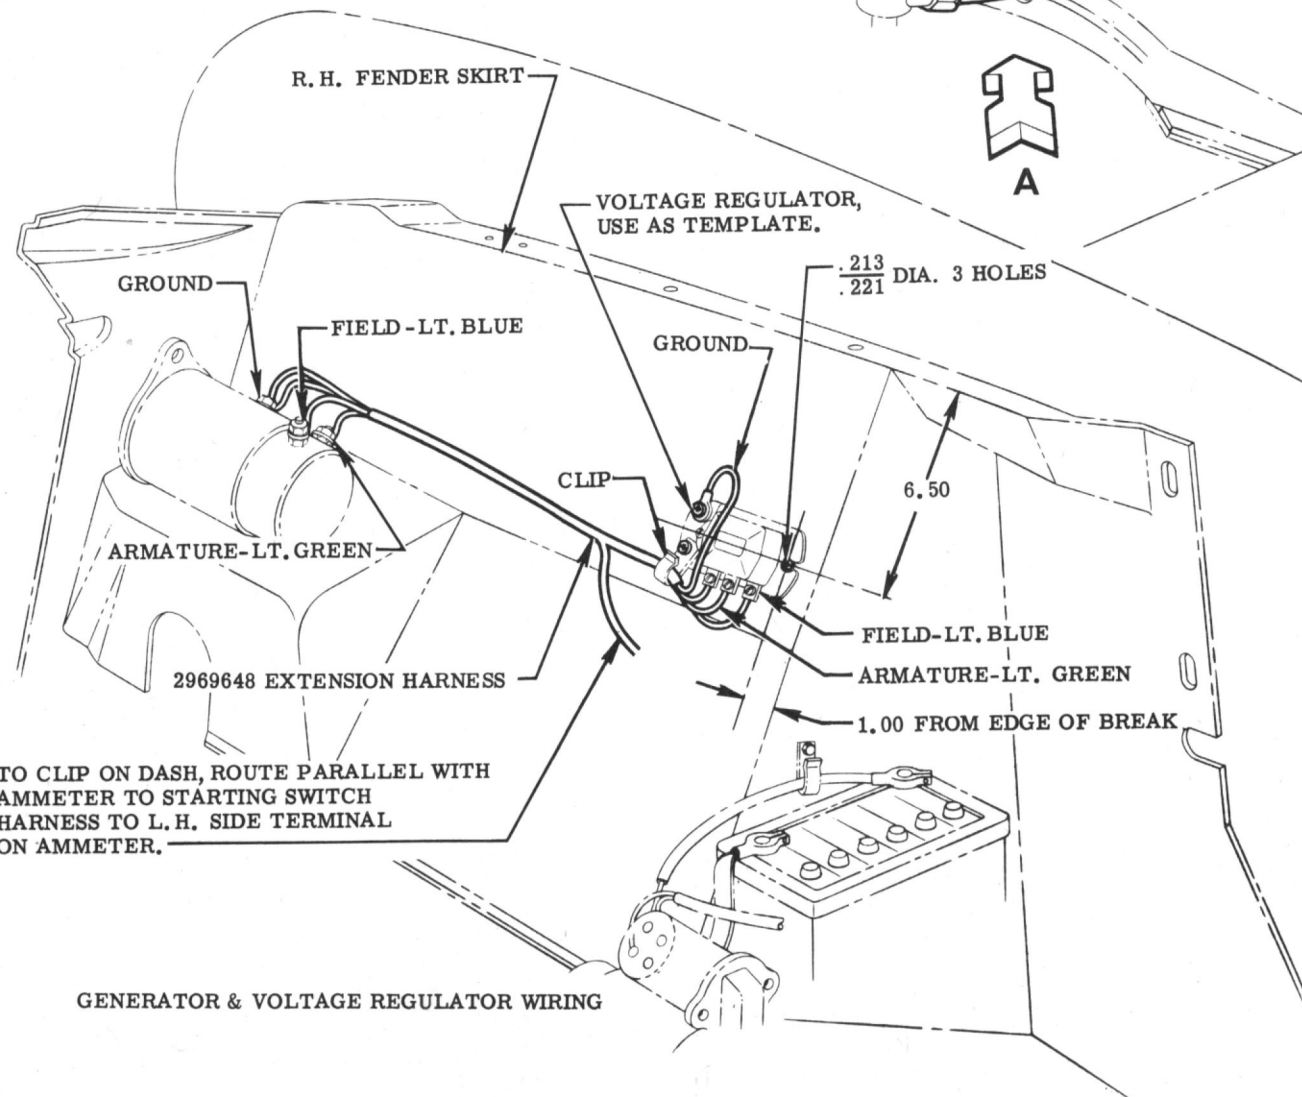 R.H. FENDER SKIRT
A
VOLTAGE REGULATOR,
USE AS TEMPLATE.
.213
.221 DIA. 3 HOLES
GROUND
FIELD-LT. BLUE
GROUND
CLIP
6.50
ARMATURE-LT. GREEN
FIELD-LT. BLUE
ARMATURE-LT. GREEN
2969648 EXTENSION HARNESS
1.00 FROM EDGE OF BREAK
TO CLIP ON DASH, ROUTE PARALLEL WITH
AMMETER TO STARTING SWITCH
HARNESS TO L.H. SIDE TERMINAL
ON AMMETER.
GENERATOR & VOLTAGE REGULATOR WIRING